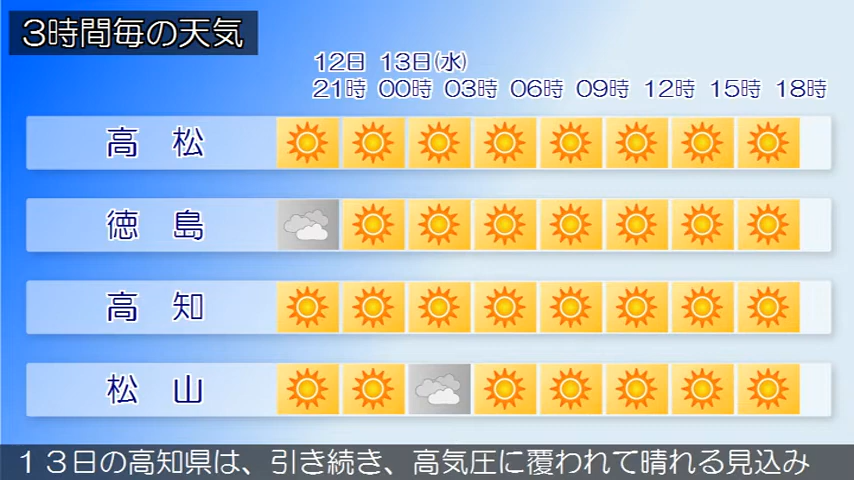 3時間毎の天気
12日 13日(水)
21時 00時 03時 06時 09時 12時 15時 18時
高松
徳島
高知
松山
13日の高知県は、引き続き、高気圧に覆われて晴れる見込み